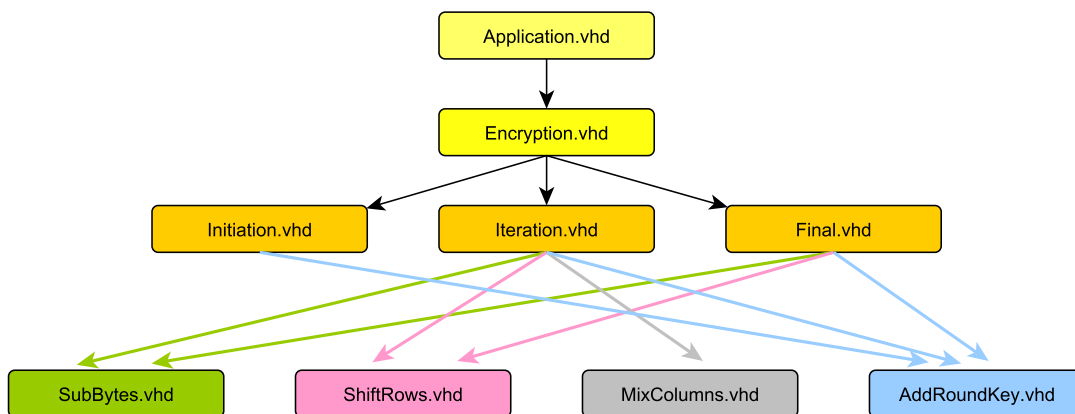 Application.vhd
Encryption.vhd
Initiation.vhd
Iteration.vhd
Final.vhd
SubBytes.vhd
ShiftRows.vhd
MixColumns.vhd
AddRoundKey.vhd